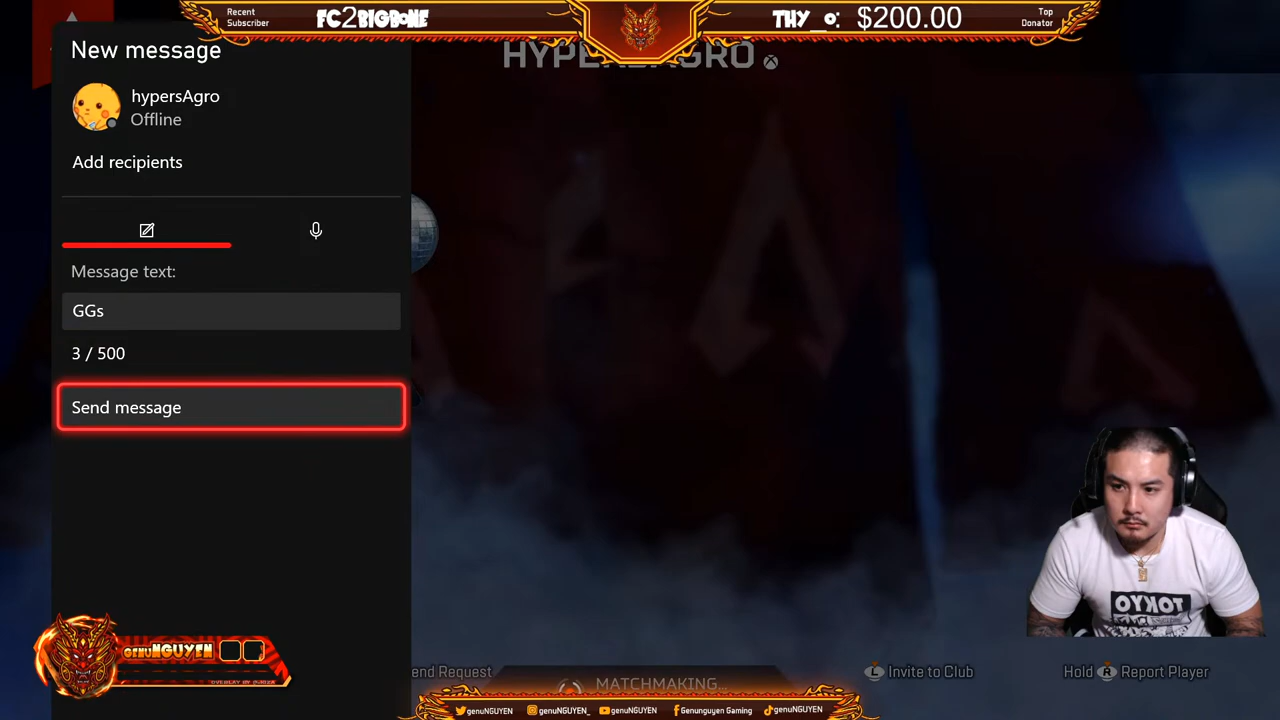 Recent
Subscriber
FC2BIGBONE
THY_O: $200.00
Top
Donator
New message
hypersAgro
Offline
Add recipients
Message text:
GGs
3 / 500
Send message
TOKYO
genuNGUYEN
end Request
MATCHMAKING...
Invite to Club
Hold R Report Player
genuNGUYEN
genuNGUYEN_
genuNGUYEN
Genunguyen Gaming
genuNGUYEN